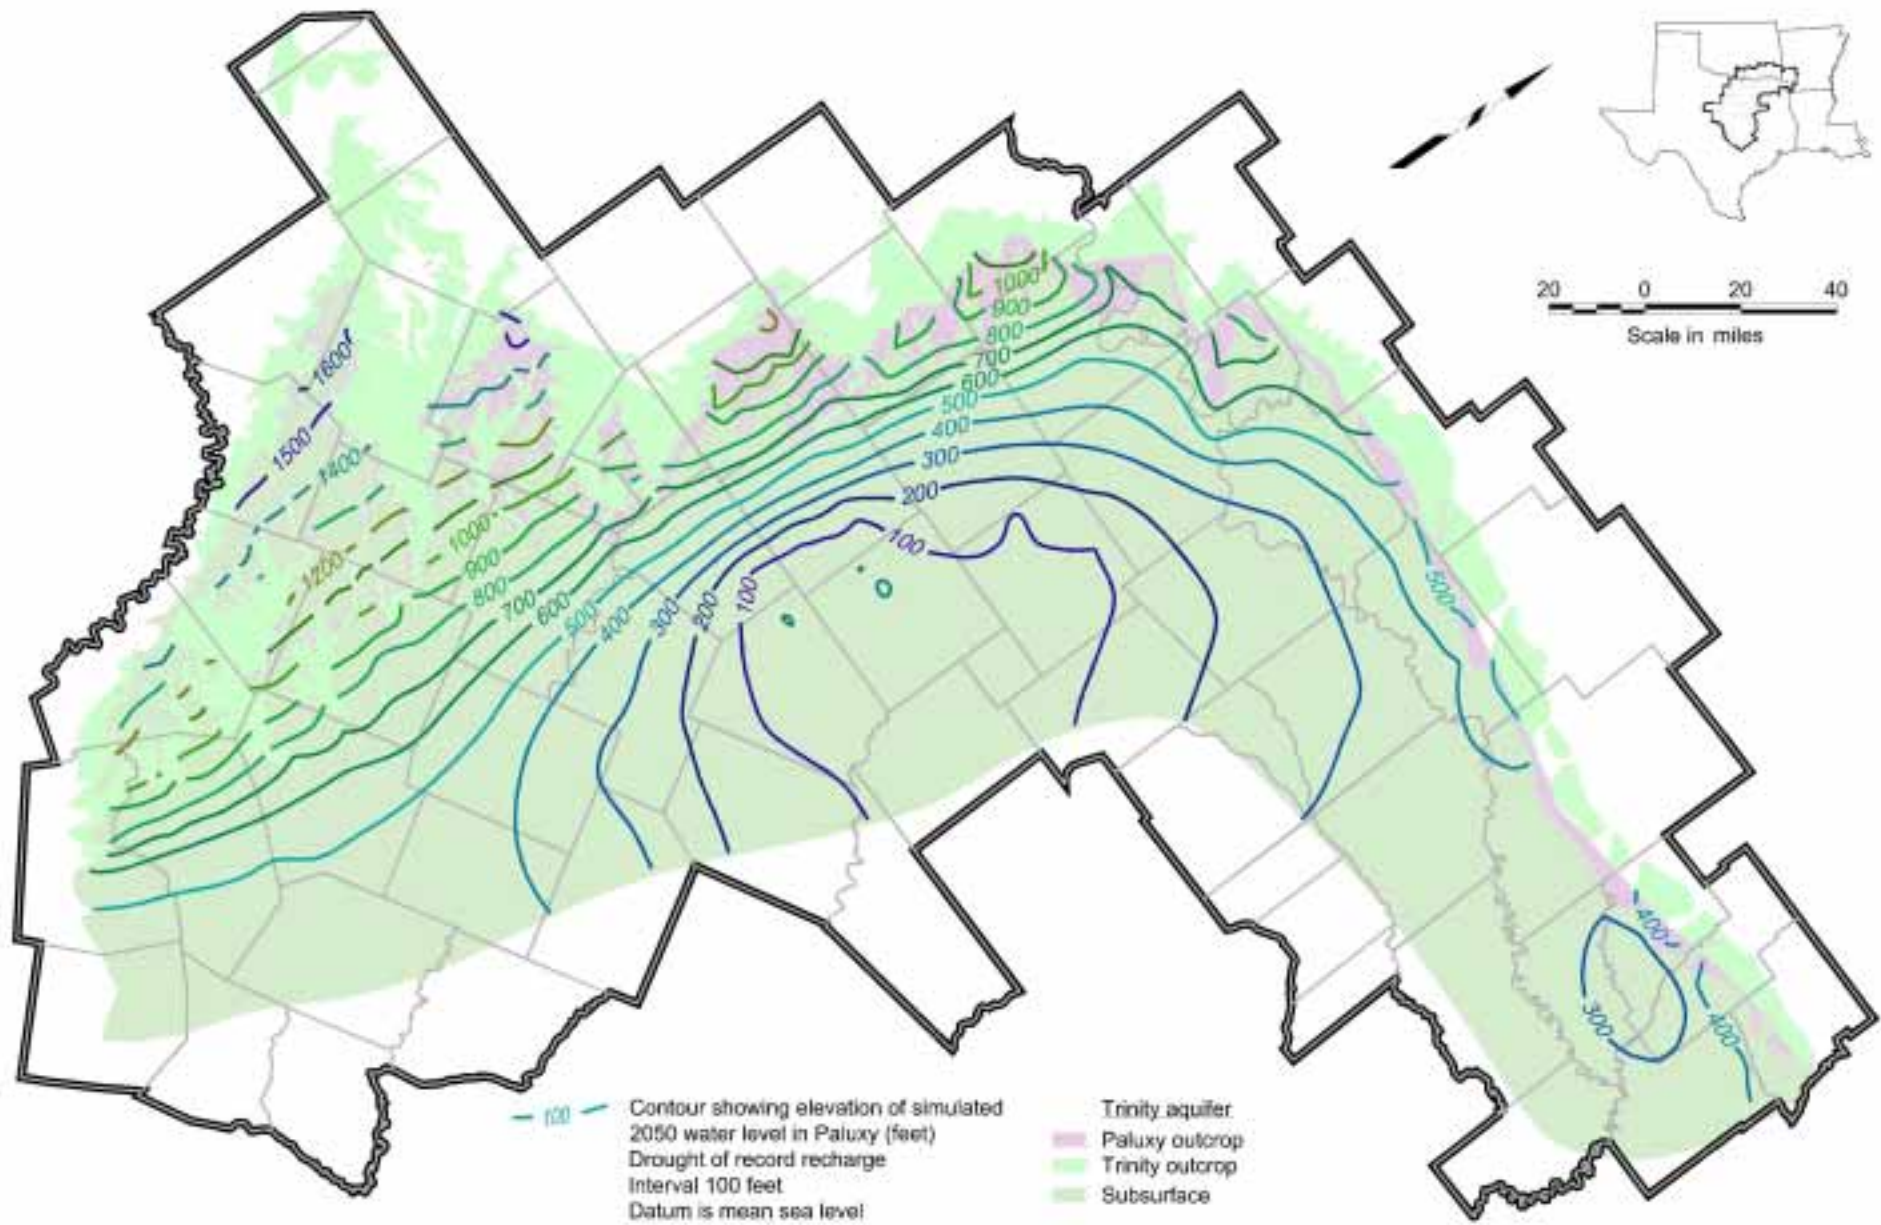 20 0 20 40
Scale in miles
1000
900
800
700
600
500
400
300
200
100
1600
1500
1400
1200
1000
900
800
700
600
500
400
300
200
100
500
400
300
400
100
Contour showing elevation of simulated
2050 water level in Paluxy (feet)
Drought of record recharge
Interval 100 feet
Datum is mean sea level
Trinity aquifer
Paluxy outcrop
Trinity outcrop
Subsurface